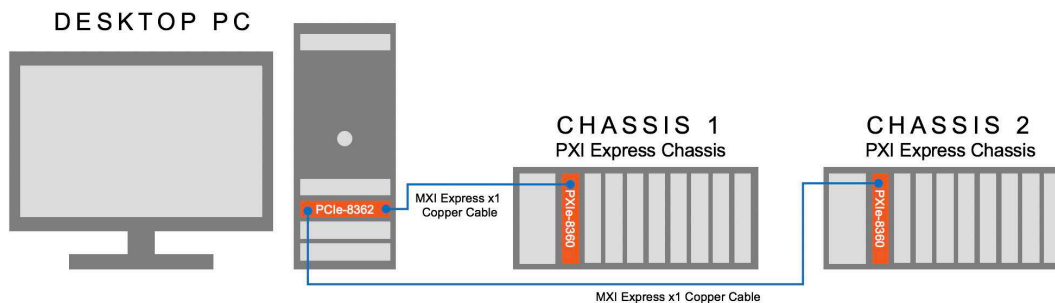 DESKTOP PC
PCIe-8362
MXI Express x1
Copper Cable
CHASSIS 1
PXI Express Chassis
PXIe-8360
CHASSIS 2
PXI Express Chassis
PXIe-8360
MXI Express x1 Copper Cable